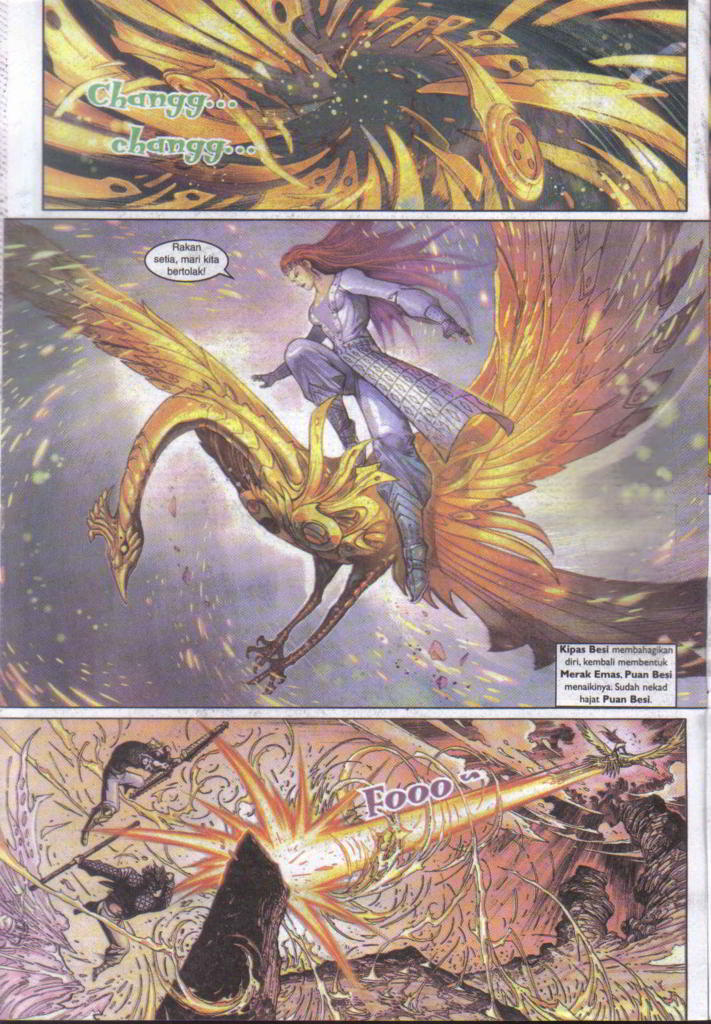 Changg...
changg...
Rakan
setia, mari kita
bertolak!
Kipas Besi membahagikan
diri, kembali membentuk
Merak Emas. Puan Besi
menaikinya. Sudah nekad
hajat Puan Besi.
Fooo~